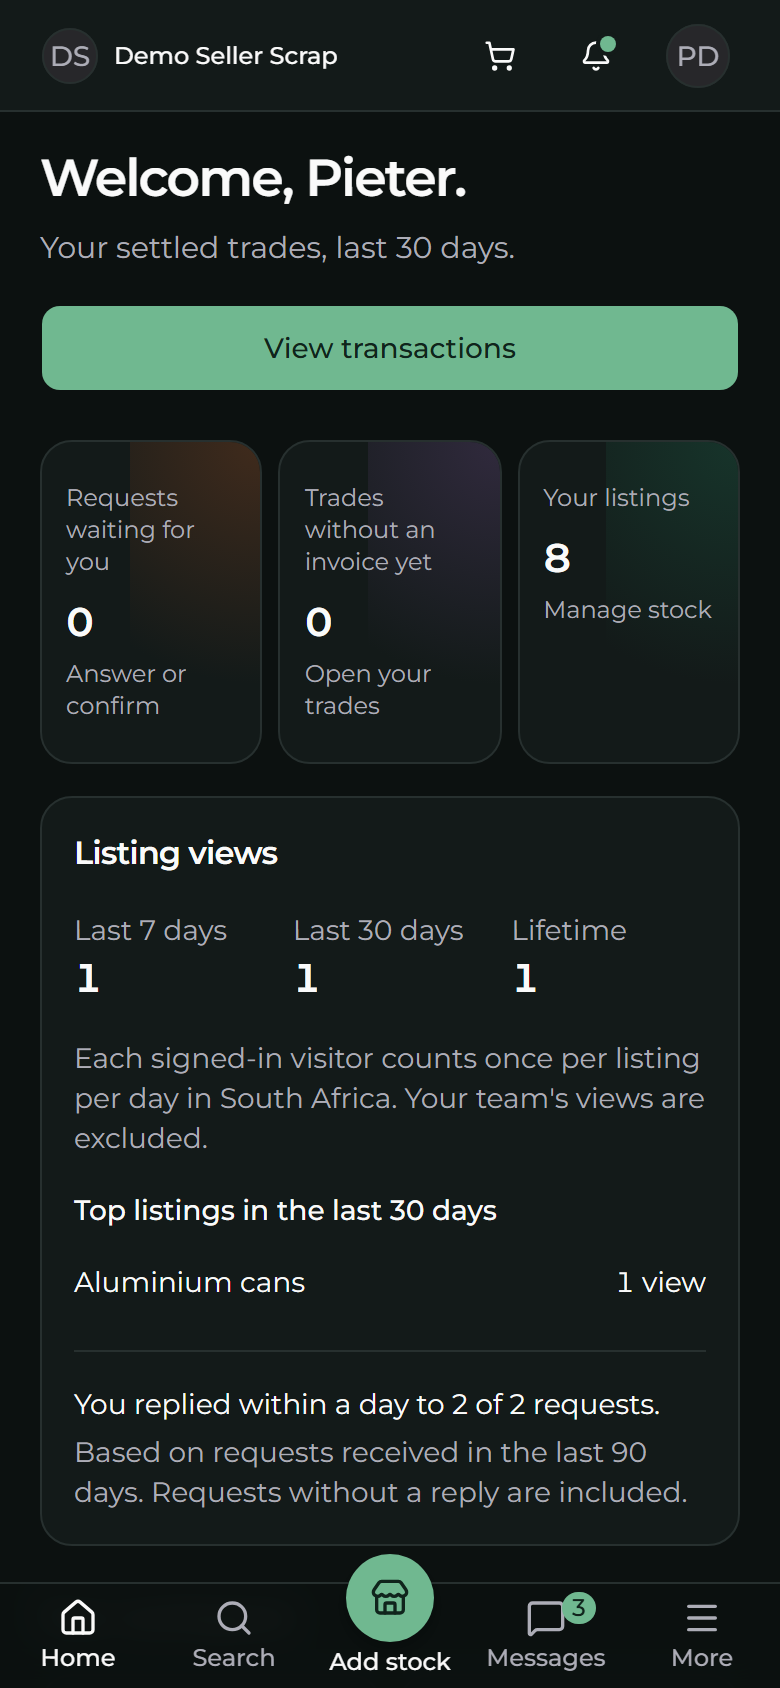 DS Demo Seller Scrap PD
Welcome, Pieter.
Your settled trades, last 30 days.
View transactions
Requests
waiting for
you
0
Answer or
confirm
Trades
without an
invoice yet
0
Open your
trades
Your listings
8
Manage stock
Listing views
Last 7 days
1
Last 30 days
1
Lifetime
1
Each signed-in visitor counts once per listing
per day in South Africa. Your team's views are
excluded.
Top listings in the last 30 days
Aluminium cans 1 view
You replied within a day to 2 of 2 requests.
Based on requests received in the last 90
days. Requests without a reply are included.
3
Home Search Add stock Messages More